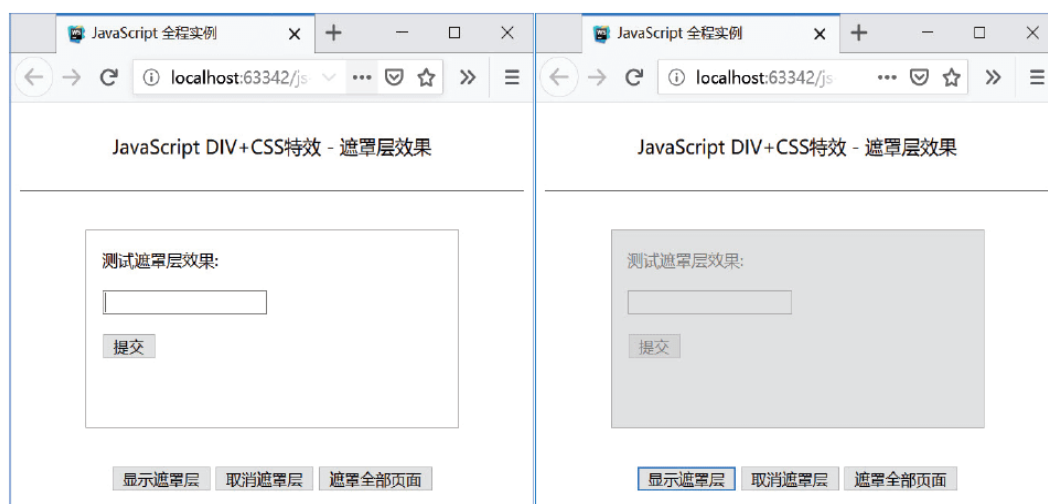 JavaScript 全程实例
localhost:63342/js-
JavaScript DIV+CSS特效 - 遮罩层效果
测试遮罩层效果:
提交
显示遮罩层 取消遮罩层 遮罩全部页面
JavaScript 全程实例
localhost:63342/js
JavaScript DIV+CSS特效 - 遮罩层效果
测试遮罩层效果:
提交
显示遮罩层 取消遮罩层 遮罩全部页面